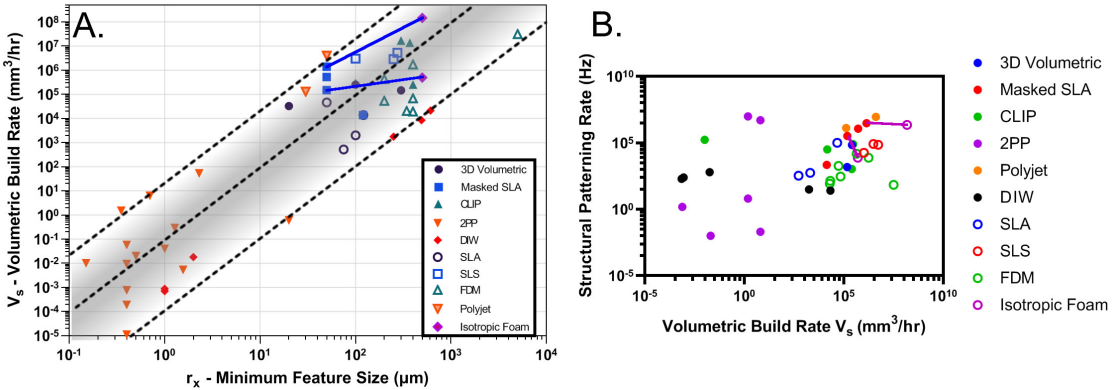 A.
V_s - Volumetric Build Rate (mm³/hr)
10⁸
10⁷
10⁶
10⁵
10⁴
10³
10²
10¹
10⁰
10⁻¹
10⁻²
10⁻³
10⁻⁴
10⁻⁵
10⁻¹
10⁰
10¹
10²
10³
10⁴
r_x - Minimum Feature Size (μm)
3D Volumetric
Masked SLA
CLIP
2PP
DIW
SLA
SLS
FDM
Polyjet
Isotropic Foam
B.
Structural Patterning Rate (Hz)
10¹⁰
10⁵
10⁰
10⁻⁵
10⁻⁵
10⁰
10⁵
10¹⁰
Volumetric Build Rate V_s (mm³/hr)
3D Volumetric
Masked SLA
CLIP
2PP
Polyjet
DIW
SLA
SLS
FDM
Isotropic Foam